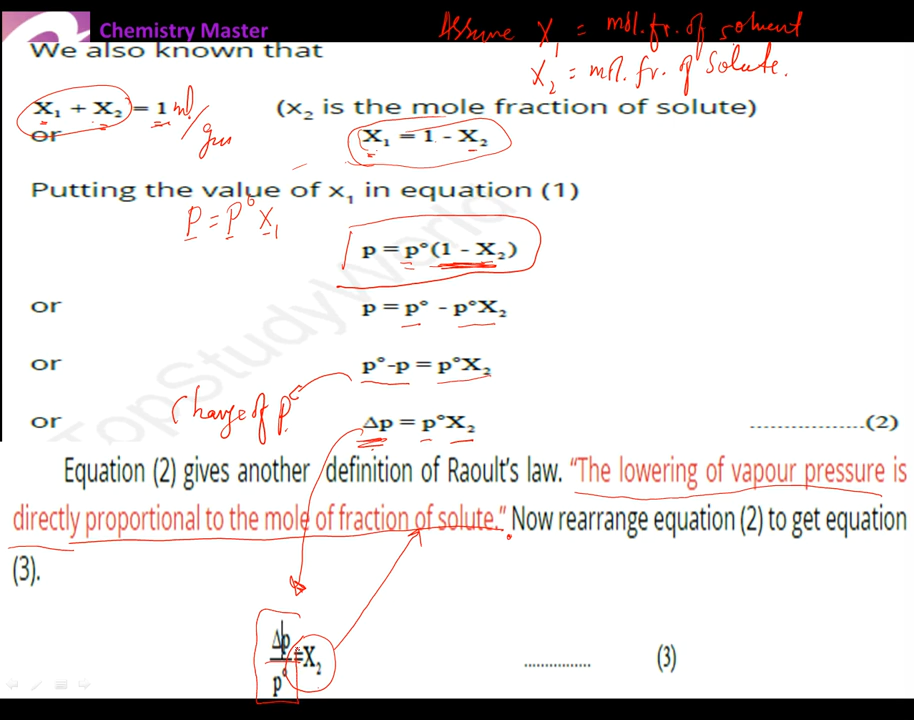 Chemistry Master
Assume X₁ = mol. fr. of solvent
X₂ = mol. fr. of Solute.
We also known that
X₁ + X₂ = 1 (x₂ is the mole fraction of solute)
or X₁ = 1 - X₂
Putting the value of x₁ in equation (1)
P = P° X₁
p = p°(1 - X₂)
or p = p° - p°X₂
or p°-p = p°X₂
Change of P
or Δp = p°X₂ ..................(2)
Equation (2) gives another definition of Raoult's law. “The lowering of vapour pressure is
directly proportional to the mole of fraction of solute.” Now rearrange equation (2) to get equation
(3).
Δp/p° = X₂ ............... (3)
TopStudyWorld